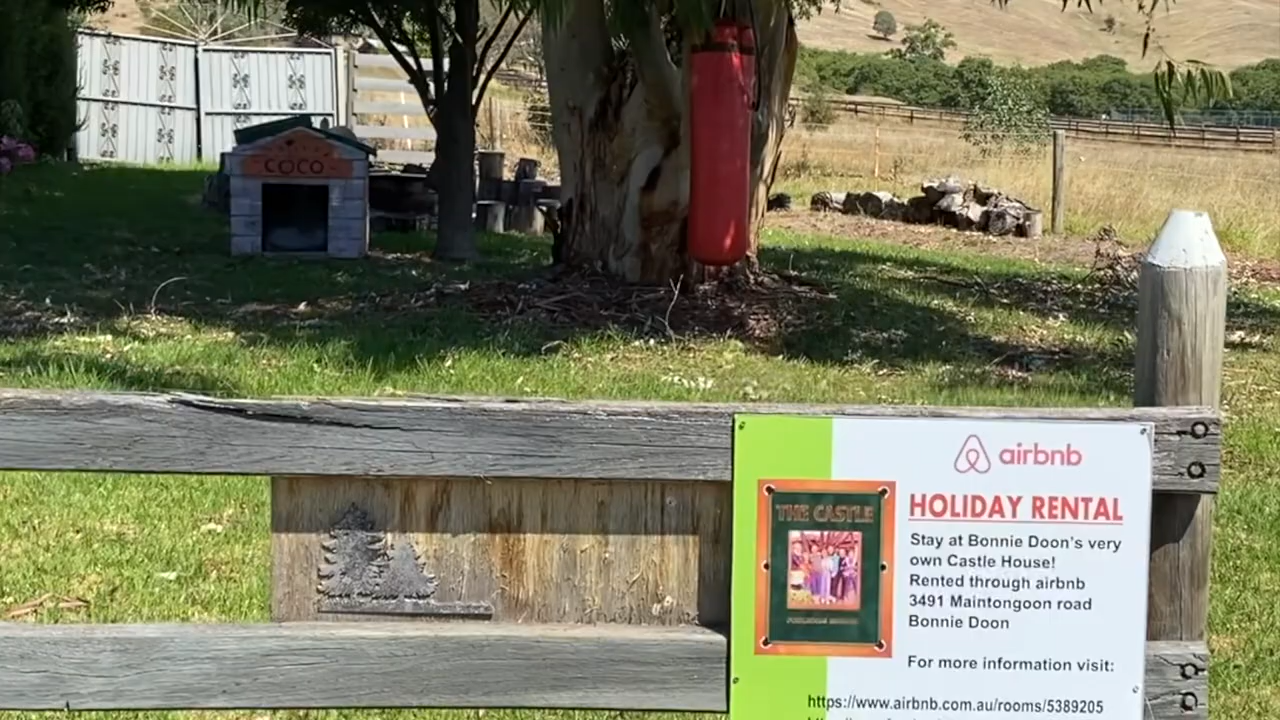 COCO
airbnb
THE CASTLE
HOLIDAY RENTAL
Stay at Bonnie Doon's very
own Castle House!
Rented through airbnb
3491 Maintongoon road
Bonnie Doon
For more information visit:
https://www.airbnb.com.au/rooms/5389205